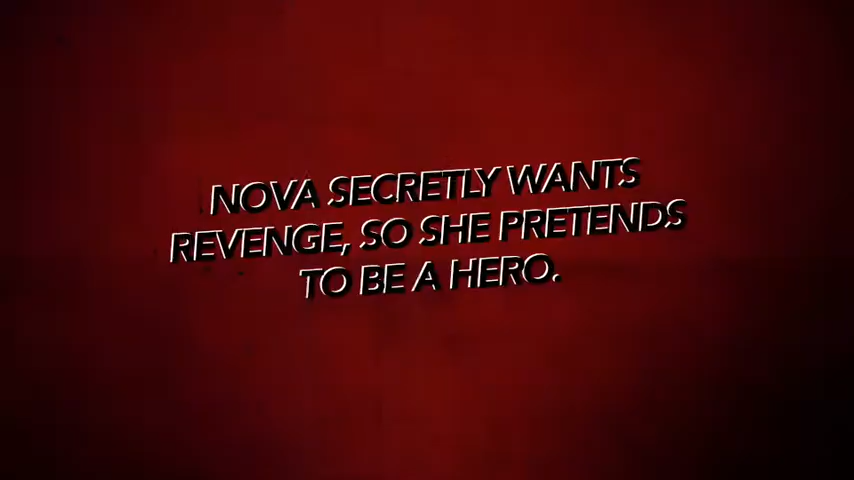 NOVA SECRETLY WANTS
REVENGE, SO SHE PRETENDS
TO BE A HERO.